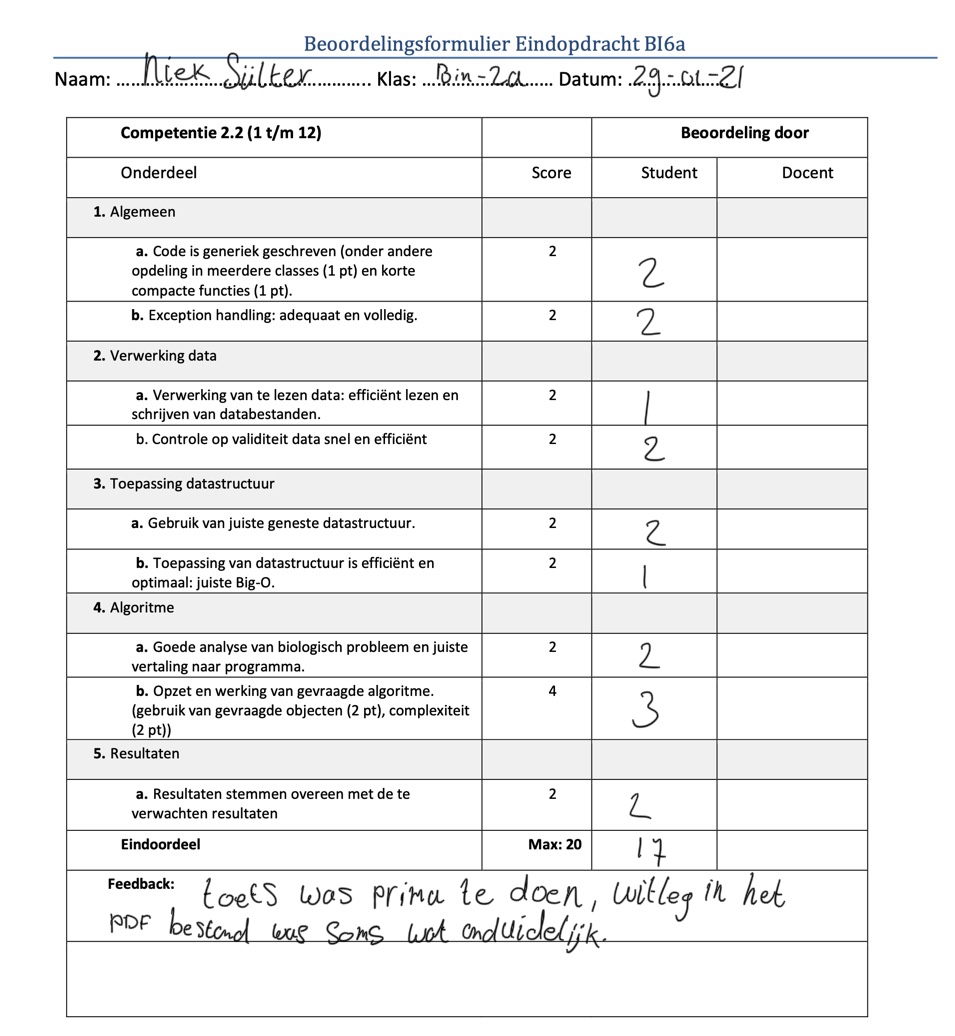 Beoordelingsformulier Eindopdracht BI6a
Naam: .....Niek Sülter............. Klas: ...Bin-2a...... Datum: .29-01-21
Competentie 2.2 (1 t/m 12) Beoordeling door
Onderdeel Score Student Docent
1. Algemeen
a. Code is generiek geschreven (onder andere 2 2
opdeling in meerdere classes (1 pt) en korte
compacte functies (1 pt).
b. Exception handling: adequaat en volledig. 2 2
2. Verwerking data
a. Verwerking van te lezen data: efficiënt lezen en 2 1
schrijven van databestanden.
b. Controle op validiteit data snel en efficiënt 2 2
3. Toepassing datastructuur
a. Gebruik van juiste geneste datastructuur. 2 2
b. Toepassing van datastructuur is efficiënt en 2 1
optimaal: juiste Big-O.
4. Algoritme
a. Goede analyse van biologisch probleem en juiste 2 2
vertaling naar programma.
b. Opzet en werking van gevraagde algoritme. 4 3
(gebruik van gevraagde objecten (2 pt), complexiteit
(2 pt))
5. Resultaten
a. Resultaten stemmen overeen met de te 2 2
verwachten resultaten
Eindoordeel Max: 20 17
Feedback: toets was prima te doen, uitleg in het
PDF bestand was soms wat onduidelijk.